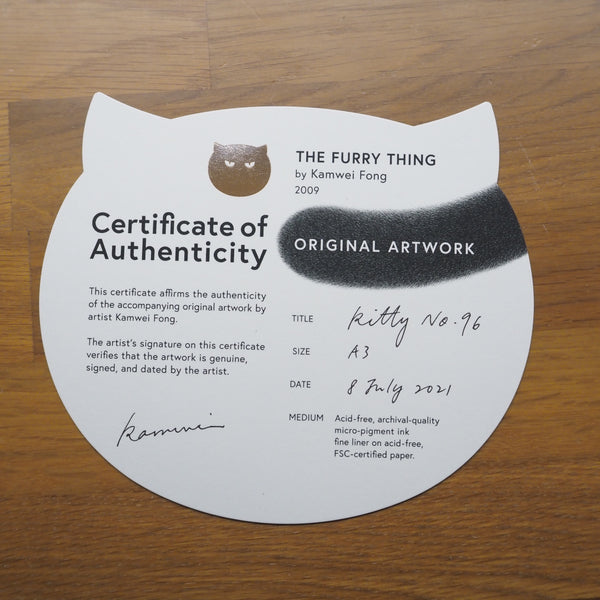 THE FURRY THING
by Kamwei Fong
2009
Certificate of
Authenticity
ORIGINAL ARTWORK
This certificate affirms the authenticity
of the accompanying original artwork by
artist Kamwei Fong.
The artist's signature on this certificate
verifies that the artwork is genuine,
signed, and dated by the artist.
Kamwei
TITLE Kitty No. 96
SIZE A3
DATE 8 July 2021
MEDIUM Acid-free, archival-quality
micro-pigment ink
fine liner on acid-free,
FSC-certified paper.